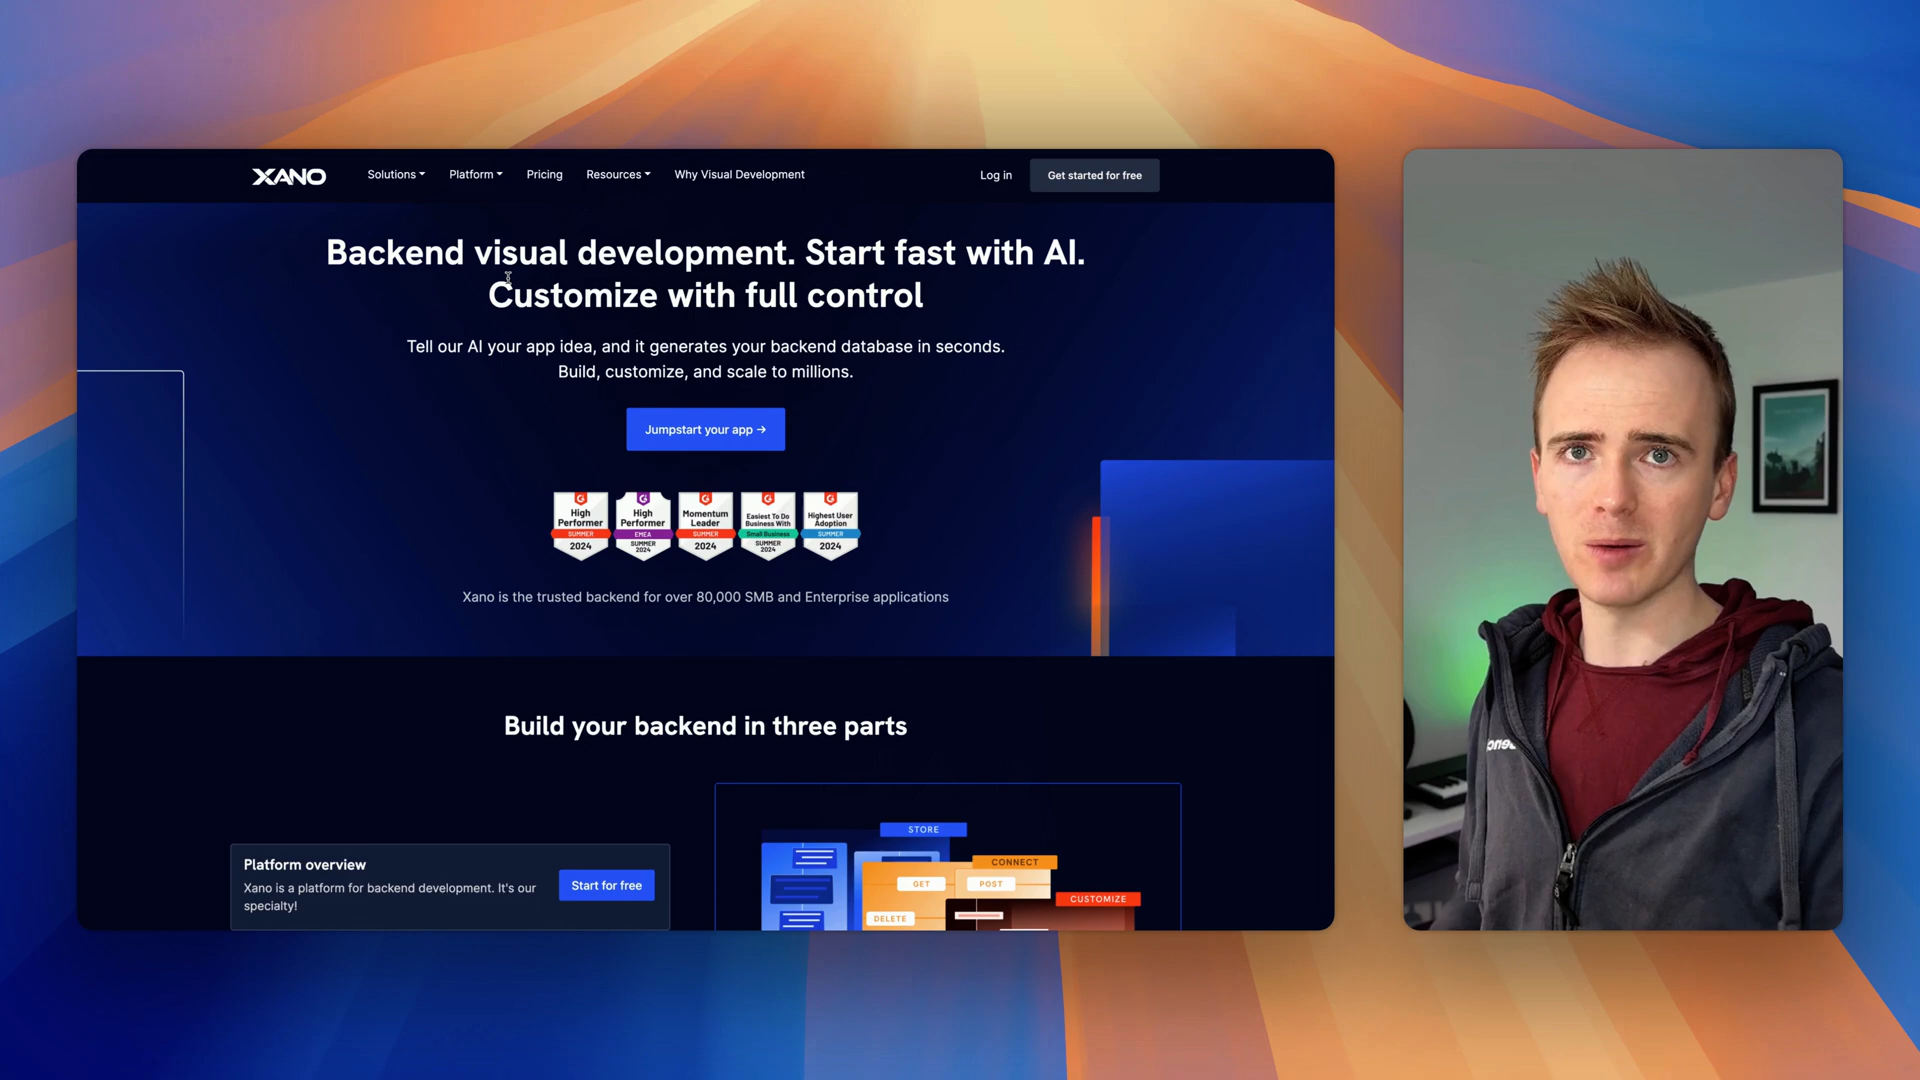 XANO
Solutions
Platform
Pricing
Resources
Why Visual Development
Log in
Get started for free
Backend visual development. Start fast with AI.
Customize with full control
Tell our AI your app idea, and it generates your backend database in seconds.
Build, customize, and scale to millions.
Jumpstart your app →
High
Performer
SUMMER
2024
High
Performer
EMEA
SUMMER
2024
Momentum
Leader
SUMMER
2024
Easiest To Do
Business With
Small Business
SUMMER
2024
Highest User
Adoption
SUMMER
2024
Xano is the trusted backend for over 80,000 SMB and Enterprise applications
Build your backend in three parts
Platform overview
Xano is a platform for backend development. It's our
specialty!
Start for free
STORE
CONNECT
GET
POST
CUSTOMIZE
DELETE